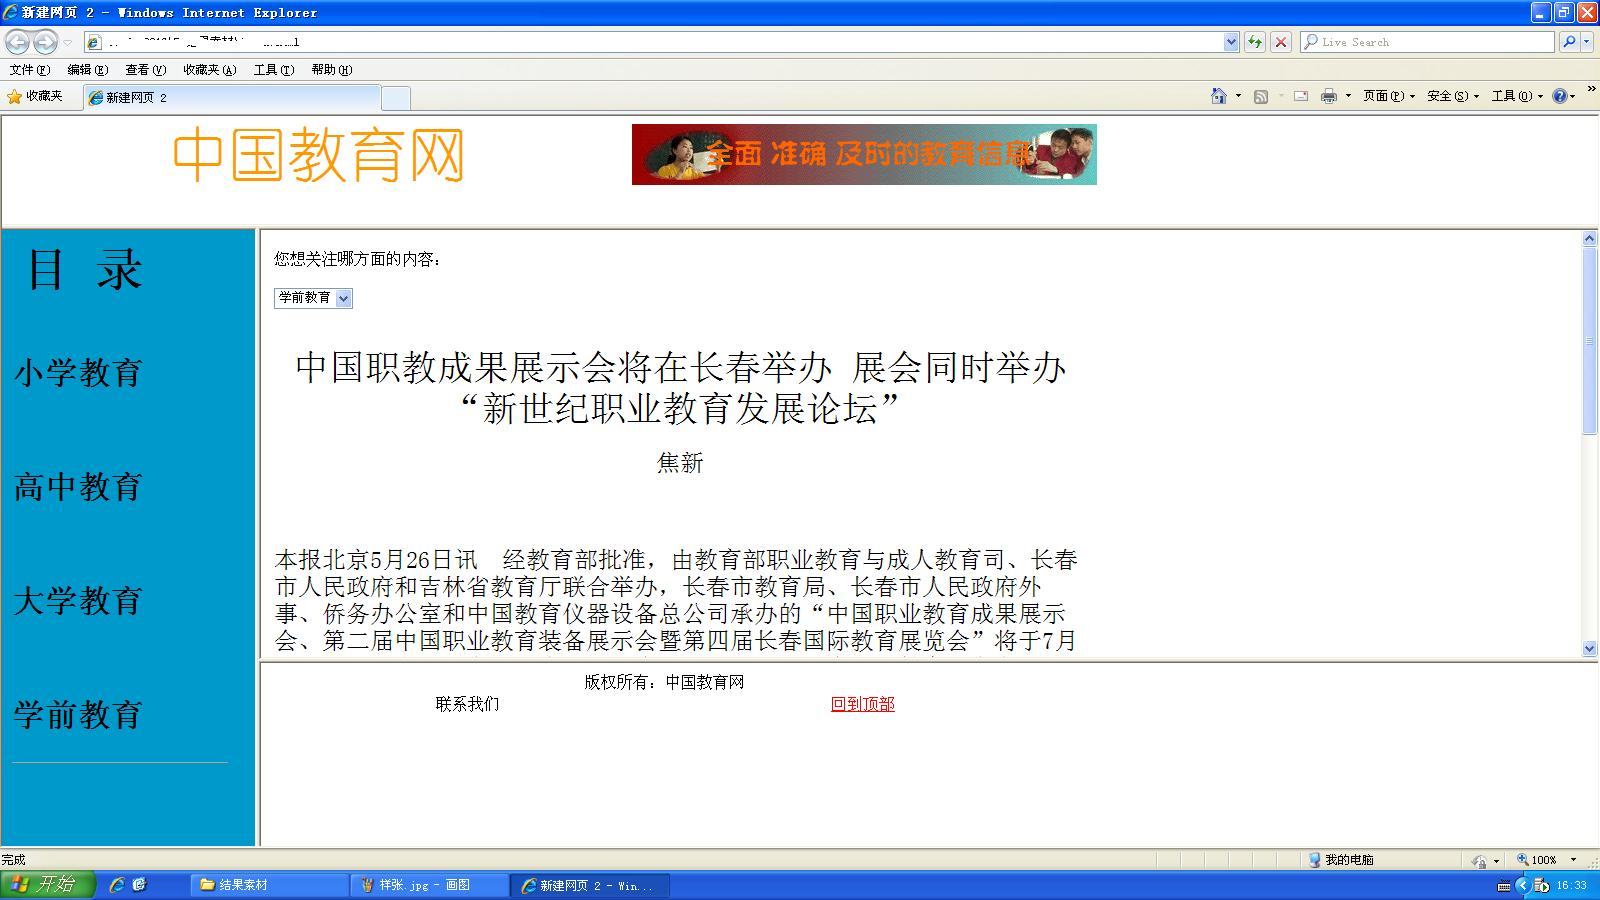 新建网页 2 - Windows Internet Explorer
Live Search
文件(F) 编辑(E) 查看(V) 收藏夹(A) 工具(T) 帮助(H)
收藏夹 新建网页 2 页面(P) 安全(S) 工具(O)
中国教育网
全面 准确 及时的教育信息
目 录
小学教育
高中教育
大学教育
学前教育
您想关注哪方面的内容：
学前教育
中国职教成果展示会将在长春举办 展会同时举办
“新世纪职业教育发展论坛”
焦新
本报北京5月26日讯　经教育部批准，由教育部职业教育与成人教育司、长春
市人民政府和吉林省教育厅联合举办，长春市教育局、长春市人民政府外
事、侨务办公室和中国教育仪器设备总公司承办的“中国职业教育成果展示
会、第二届中国职业教育装备展示会暨第四届长春国际教育展览会”将于7月
版权所有：中国教育网
联系我们 回到顶部
完成 我的电脑 100%
开始 结果素材 样张.jpg - 画图 新建网页 2 - Win... 16:33